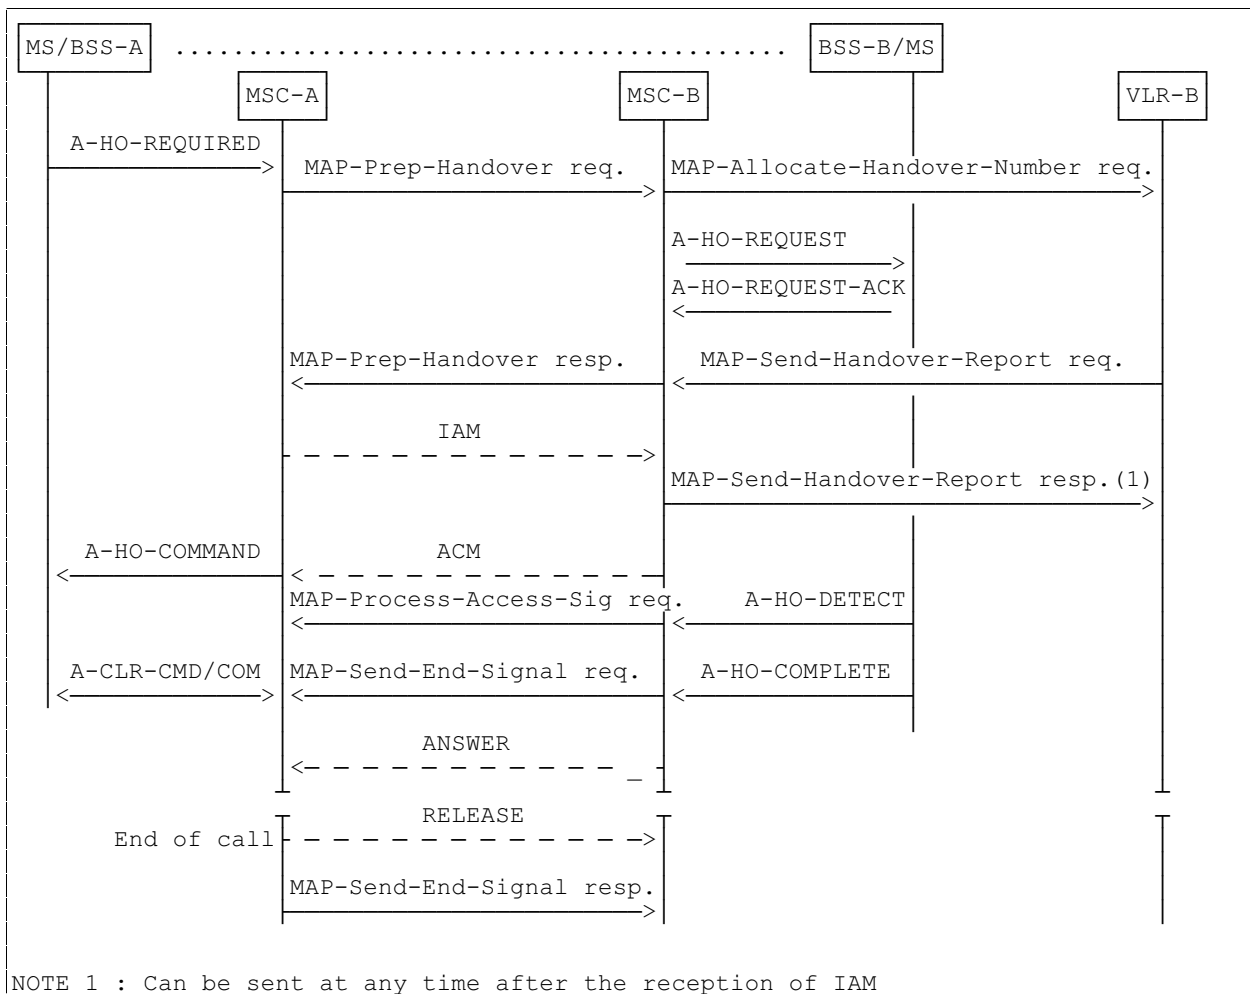 MS/BSS-A BSS-B/MS
MSC-A MSC-B VLR-B
A-HO-REQUIRED
MAP-Prep-Handover req. MAP-Allocate-Handover-Number req.
A-HO-REQUEST
A-HO-REQUEST-ACK
MAP-Prep-Handover resp. MAP-Send-Handover-Report req.
IAM
MAP-Send-Handover-Report resp.(1)
A-HO-COMMAND ACM
MAP-Process-Access-Sig req. A-HO-DETECT
A-CLR-CMD/COM MAP-Send-End-Signal req. A-HO-COMPLETE
ANSWER
RELEASE
End of call
MAP-Send-End-Signal resp.
NOTE 1 : Can be sent at any time after the reception of IAM